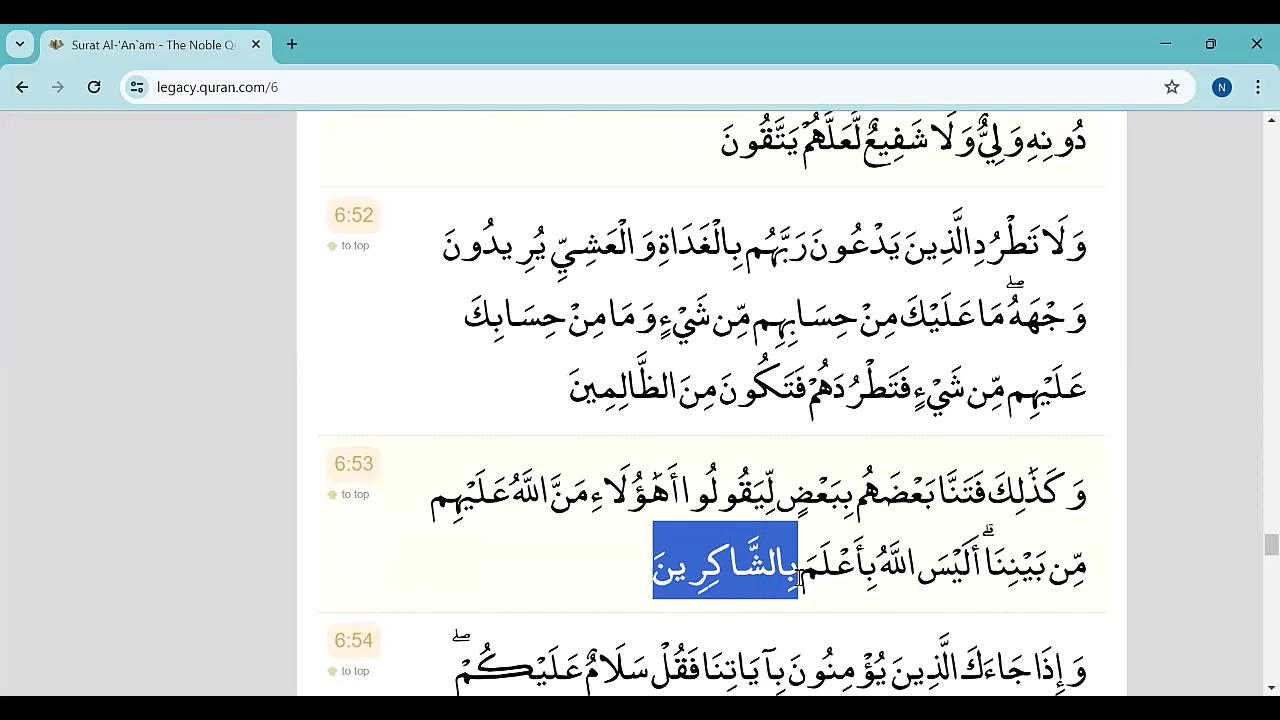 Surat Al-'An`am - The Noble Q
legacy.quran.com/6
N
دُونِهِ وَلِيٌّ وَلَا شَفِيعٌ لَّعَلَّهُمْ يَتَّقُونَ
6:52
to top
وَلَا تَطْرُدِ الَّذِينَ يَدْعُونَ رَبَّهُم بِالْغَدَاةِ وَالْعَشِيِّ يُرِيدُونَ
وَجْهَهُ ۖ مَا عَلَيْكَ مِنْ حِسَابِهِم مِّن شَيْءٍ وَمَا مِنْ حِسَابِكَ
عَلَيْهِم مِّن شَيْءٍ فَتَطْرُدَهُمْ فَتَكُونَ مِنَ الظَّالِمِينَ
6:53
to top
وَكَذَٰلِكَ فَتَنَّا بَعْضَهُم بِبَعْضٍ لِّيَقُولُوا أَهَٰؤُلَاءِ مَنَّ اللَّهُ عَلَيْهِم
مِّن بَيْنِنَا ۗ أَلَيْسَ اللَّهُ بِأَعْلَمَ بِالشَّاكِرِينَ
6:54
to top
وَإِذَا جَاءَكَ الَّذِينَ يُؤْمِنُونَ بِآيَاتِنَا فَقُلْ سَلَامٌ عَلَيْكُمْ ۖ